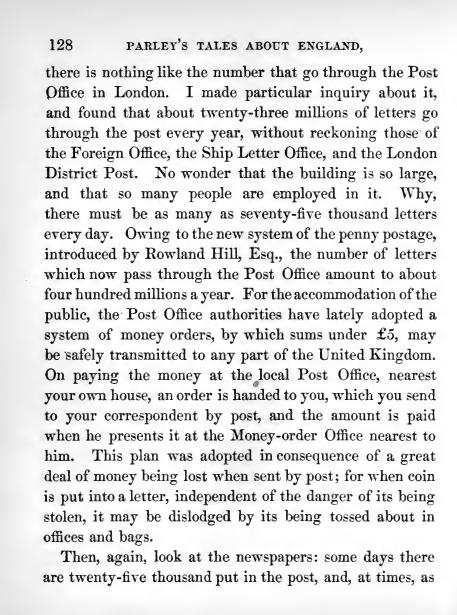 128 PARLEY'S TALES ABOUT ENGLAND,
there is nothing like the number that go through the Post
Office in London. I made particular inquiry about it,
and found that about twenty-three millions of letters go
through the post every year, without reckoning those of
the Foreign Office, the Ship Letter Office, and the London
District Post. No wonder that the building is so large,
and that so many people are employed in it. Why,
there must be as many as seventy-five thousand letters
every day. Owing to the new system of the penny postage,
introduced by Rowland Hill, Esq., the number of letters
which now pass through the Post Office amount to about
four hundred millions a year. For the accommodation of the
public, the Post Office authorities have lately adopted a
system of money orders, by which sums under £5, may
be safely transmitted to any part of the United Kingdom.
On paying the money at the local Post Office, nearest
your own house, an order is handed to you, which you send
to your correspondent by post, and the amount is paid
when he presents it at the Money-order Office nearest to
him. This plan was adopted in consequence of a great
deal of money being lost when sent by post; for when coin
is put into a letter, independent of the danger of its being
stolen, it may be dislodged by its being tossed about in
offices and bags.
Then, again, look at the newspapers: some days there
are twenty-five thousand put in the post, and, at times, as